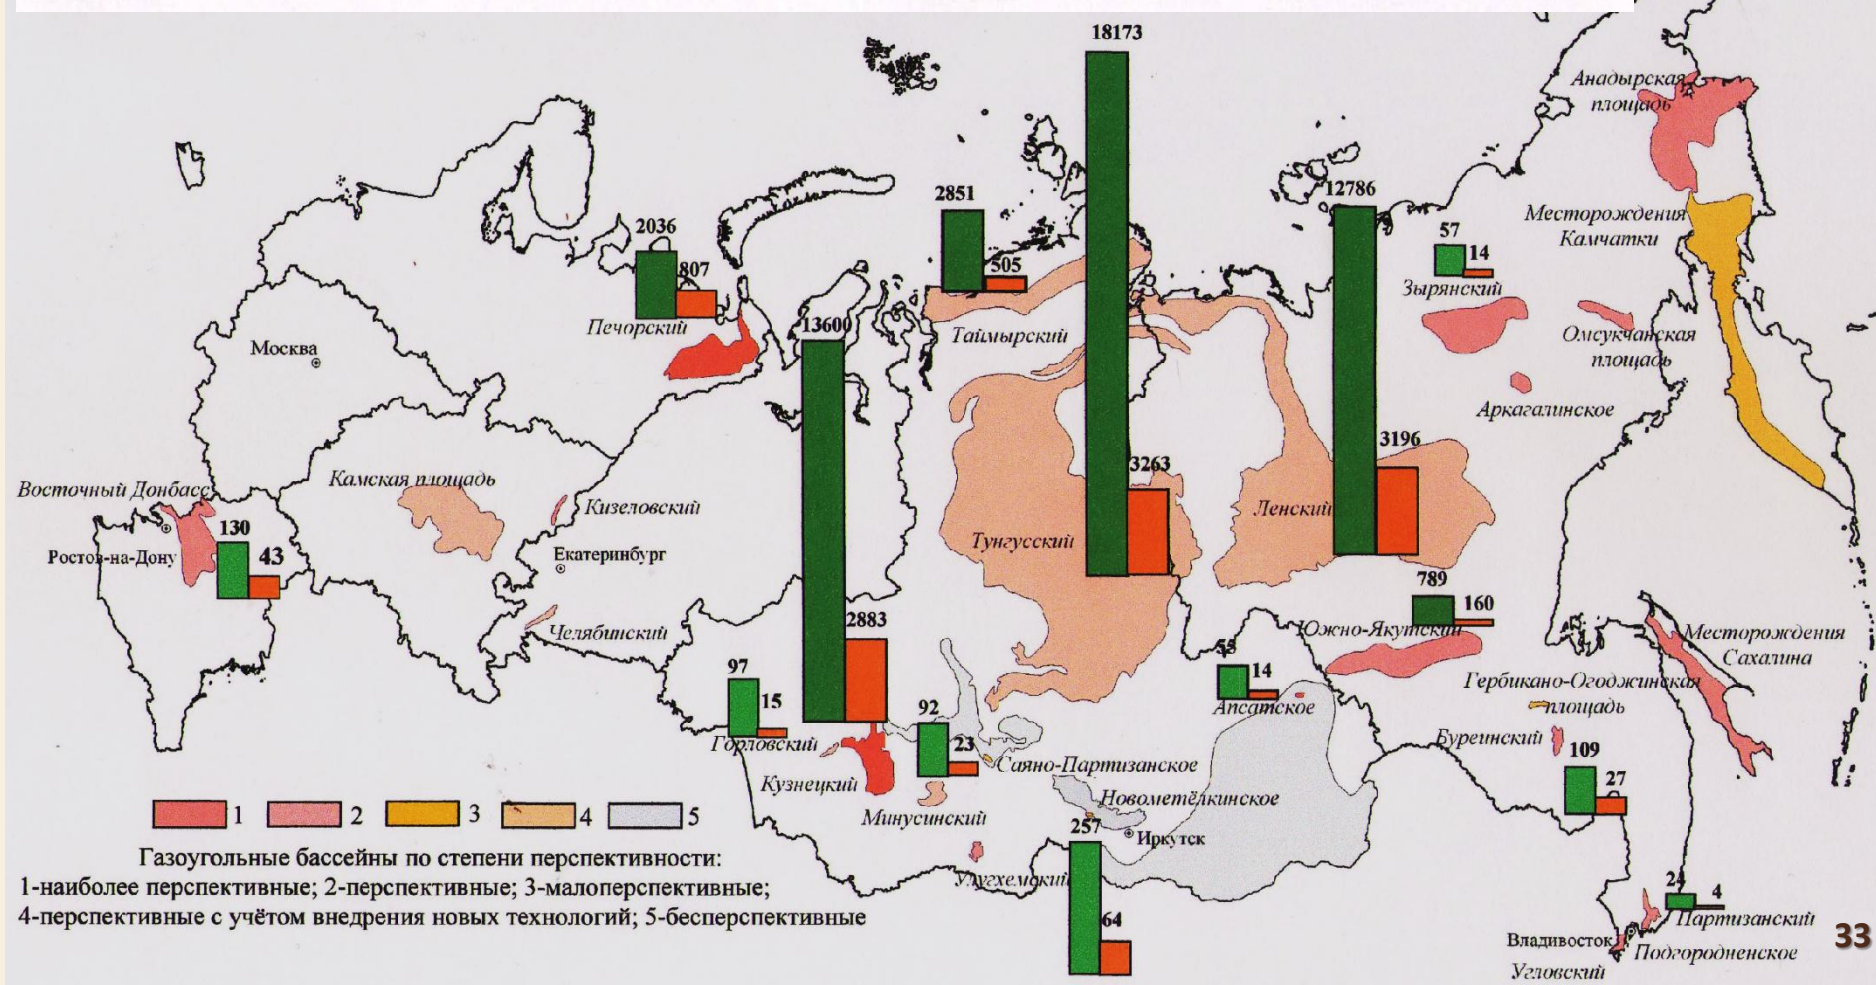 18173
Анадырская
площадь
2851
12786
Месторождения
Камчатки
2036
57
807
505
14
Зырянский
Печорский
13600
Таймырский
Омсукчанская
площадь
Москва
Аркагалинское
3196
3263
Восточный Донбасс
Камская площадь
Кизеловский
Ленский
130
Ростов-на-Дону
43
Екатеринбург
Тунгусский
789
160
Челябинский
2883
Южно-Якутский
Месторождения
Сахалина
97
14
15
Апсатское
Гербикано-Огоджинская
площадь
92
Горловский
23
Буреинский
109
Саяно-Партизанское
Кузнецкий
27
Минусинский
Новометёлкинское
1
2
3
4
5
257
Иркутск
Газоугольные бассейны по степени перспективности:
1-наиболее перспективные; 2-перспективные; 3-малоперспективные;
4-перспективные с учётом внедрения новых технологий; 5-бесперспективные
Улугхемский
24
4
64
Партизанский
Владивосток
Подгородненское
Угловский
33